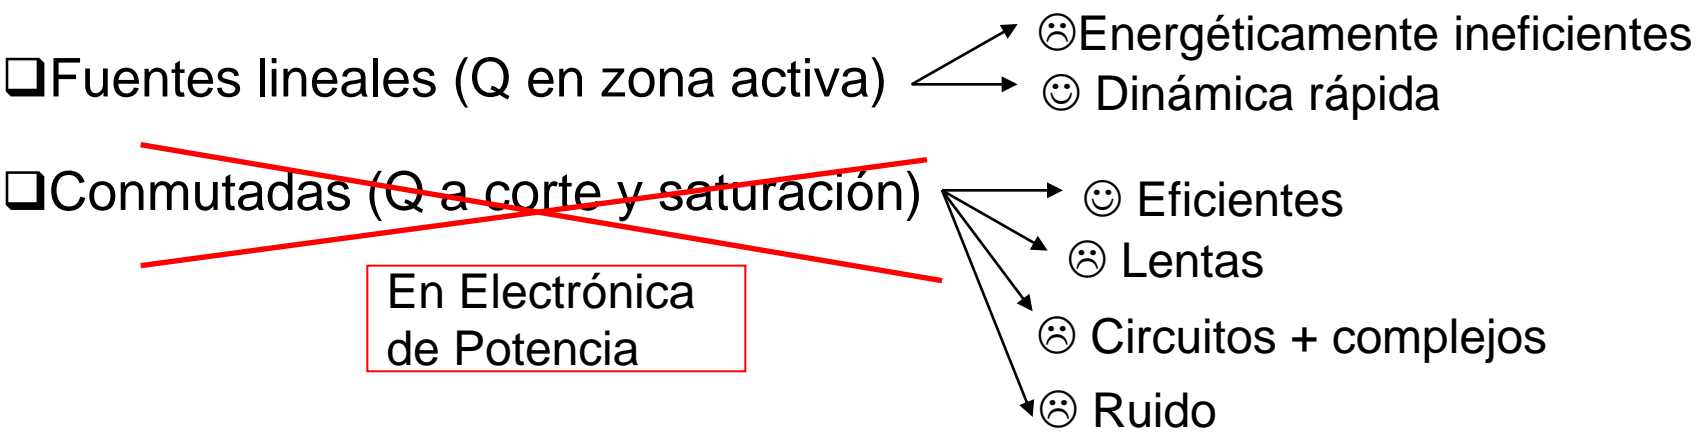 ☹Energéticamente ineficientes
❑Fuentes lineales (Q en zona activa)
☺ Dinámica rápida
❑Conmutadas (Q a corte y saturación)
☺ Eficientes
☹ Lentas
En Electrónica
de Potencia
☹ Circuitos + complejos
☹ Ruido